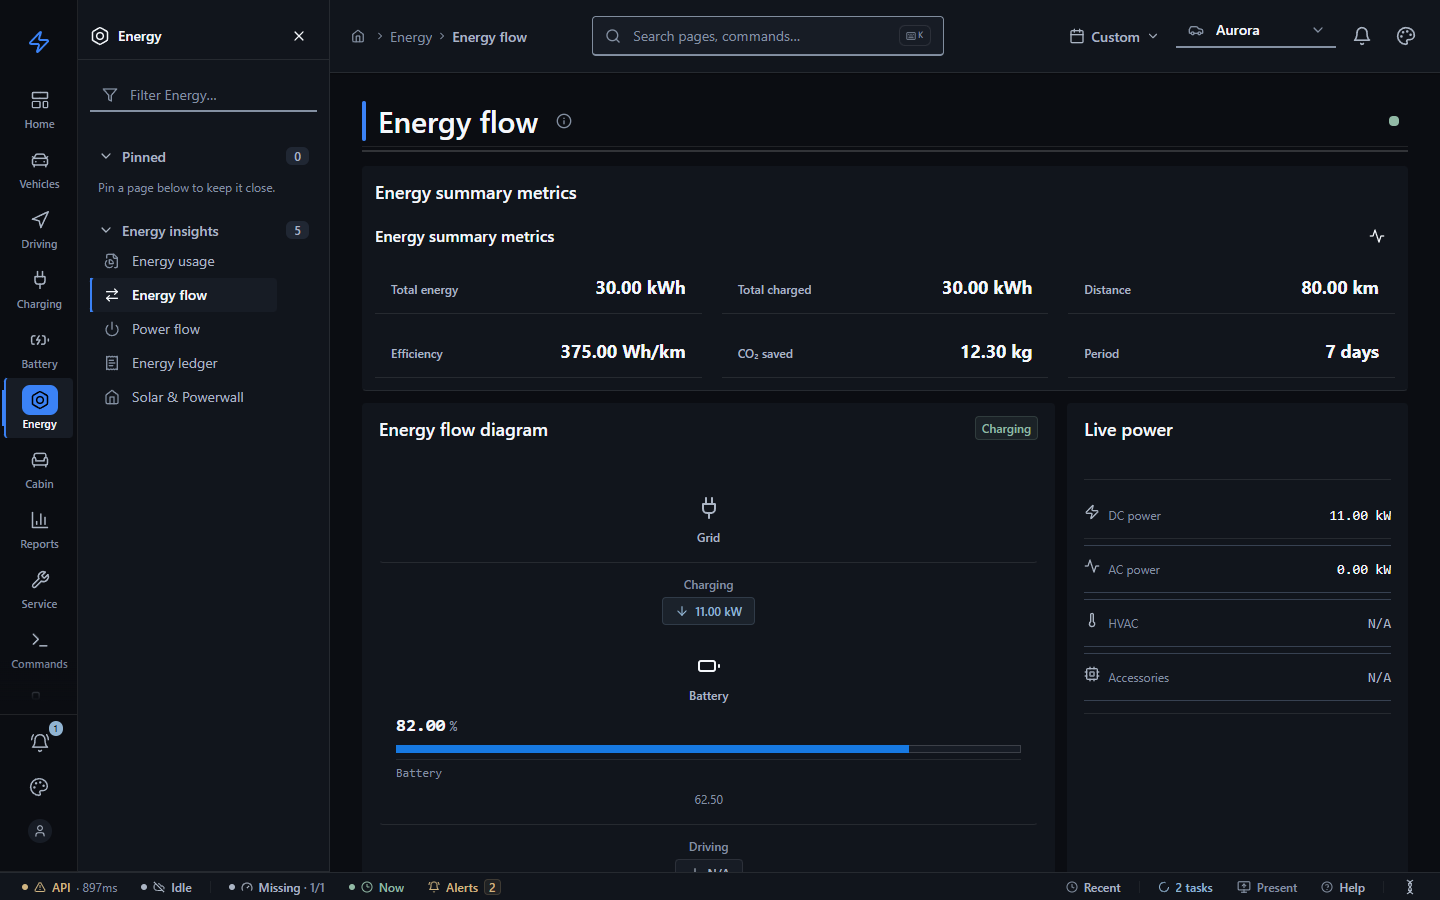 Home
Vehicles
Driving
Charging
Battery
Energy
Cabin
Reports
Service
Commands
1
Energy
Filter Energy...
Pinned 0
Pin a page below to keep it close.
Energy insights 5
Energy usage
Energy flow
Power flow
Energy ledger
Solar & Powerwall
Energy Energy flow
Search pages, commands... K
Custom
Aurora
Energy flow
Energy summary metrics
Energy summary metrics
Total energy 30.00 kWh
Total charged 30.00 kWh
Distance 80.00 km
Efficiency 375.00 Wh/km
CO₂ saved 12.30 kg
Period 7 days
Energy flow diagram Charging
Grid
Charging
11.00 kW
Battery
82.00 %
Battery
62.50
Driving
N/A
Live power
DC power 11.00 kW
AC power 0.00 kW
HVAC N/A
Accessories N/A
API · 897ms Idle Missing · 1/1 Now Alerts 2 Recent 2 tasks Present Help